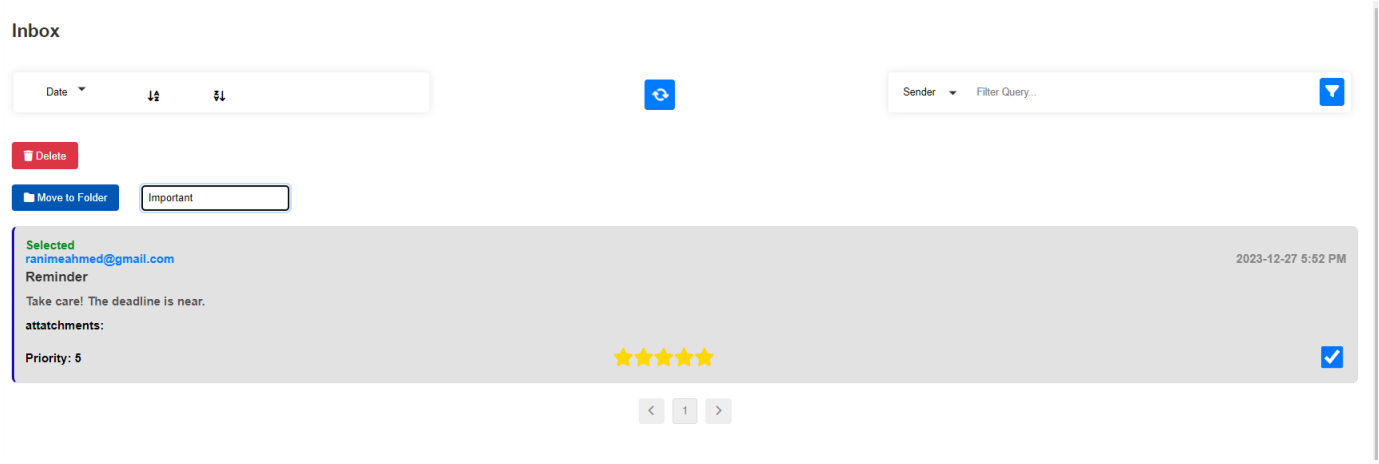 Inbox
Date
Sender Filter Query...
Delete
Move to Folder Important
Selected
ranimeahmed@gmail.com 2023-12-27 5:52 PM
Reminder
Take care! The deadline is near.
attatchments:
Priority: 5
1